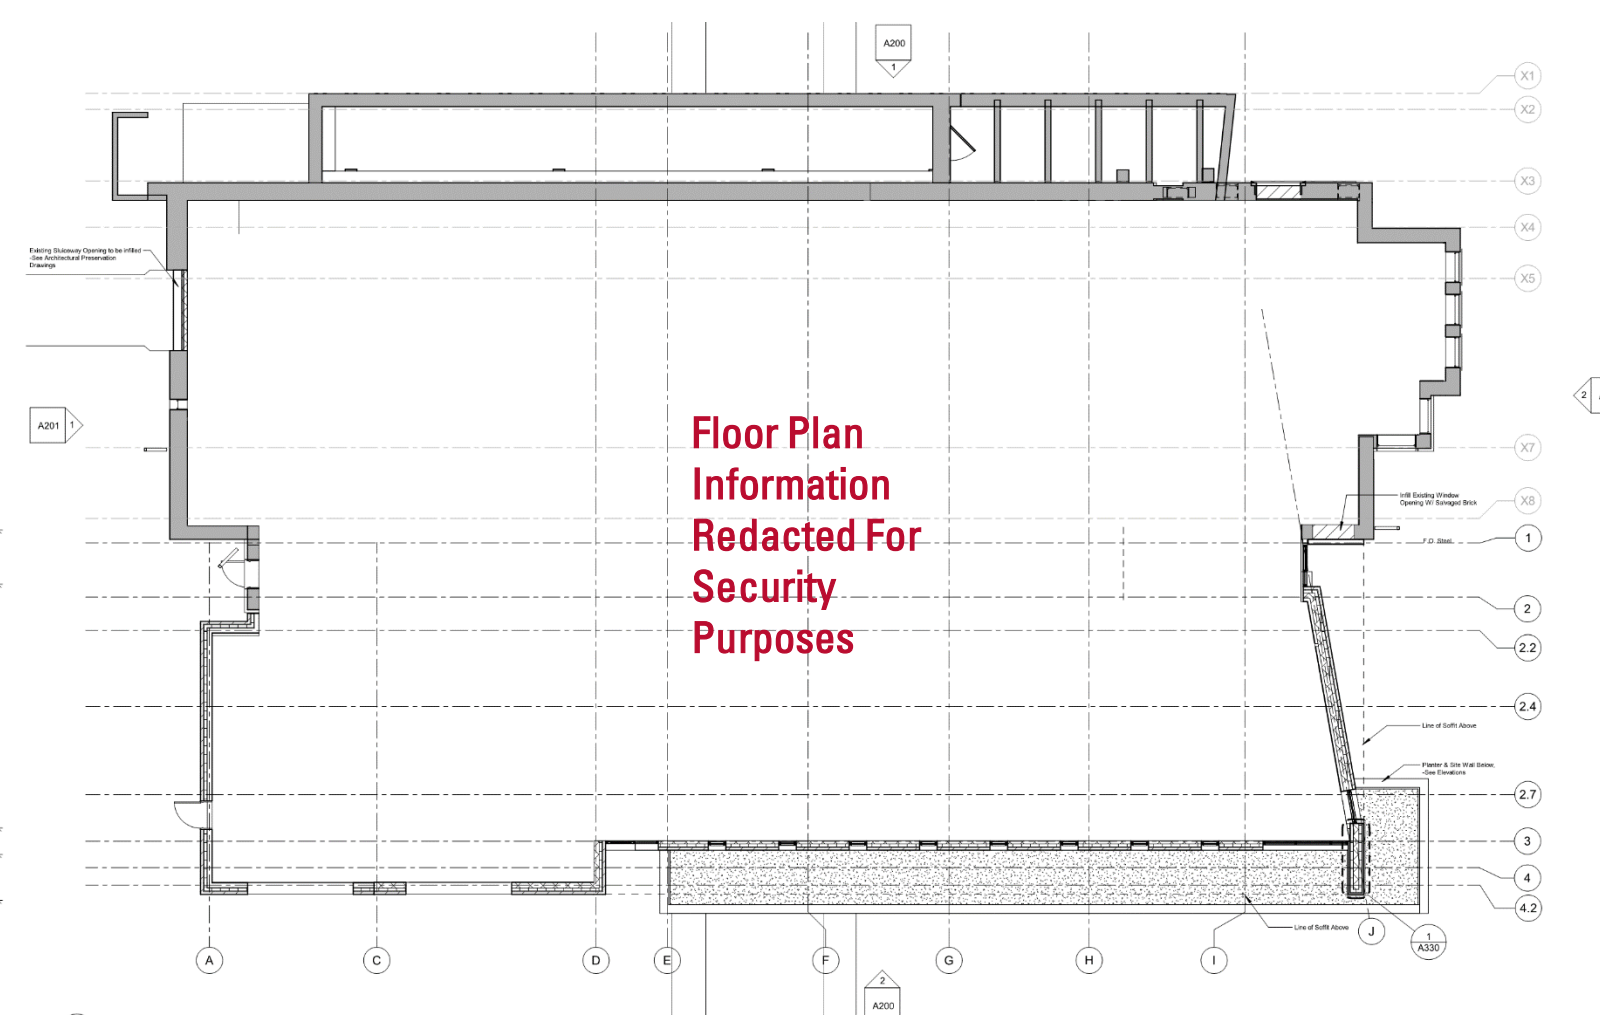 A200
1
X1
X2
X3
X4
Existing Sluiceway Opening to be infilled
-See Architectural Preservation
Drawings
X5
2
A201 1
Floor Plan
Information
Redacted For
Security
Purposes
X7
Infill Existing Window
Opening W/ Salvaged Brick
X8
F.D. Steel
1
2
2.2
2.4
Line of Soffit Above
Planter & Site Wall Below,
-See Elevations
2.7
3
4
4.2
Line of Soffit Above
J
1
A330
A
C
D
E
F
G
H
I
2
A200